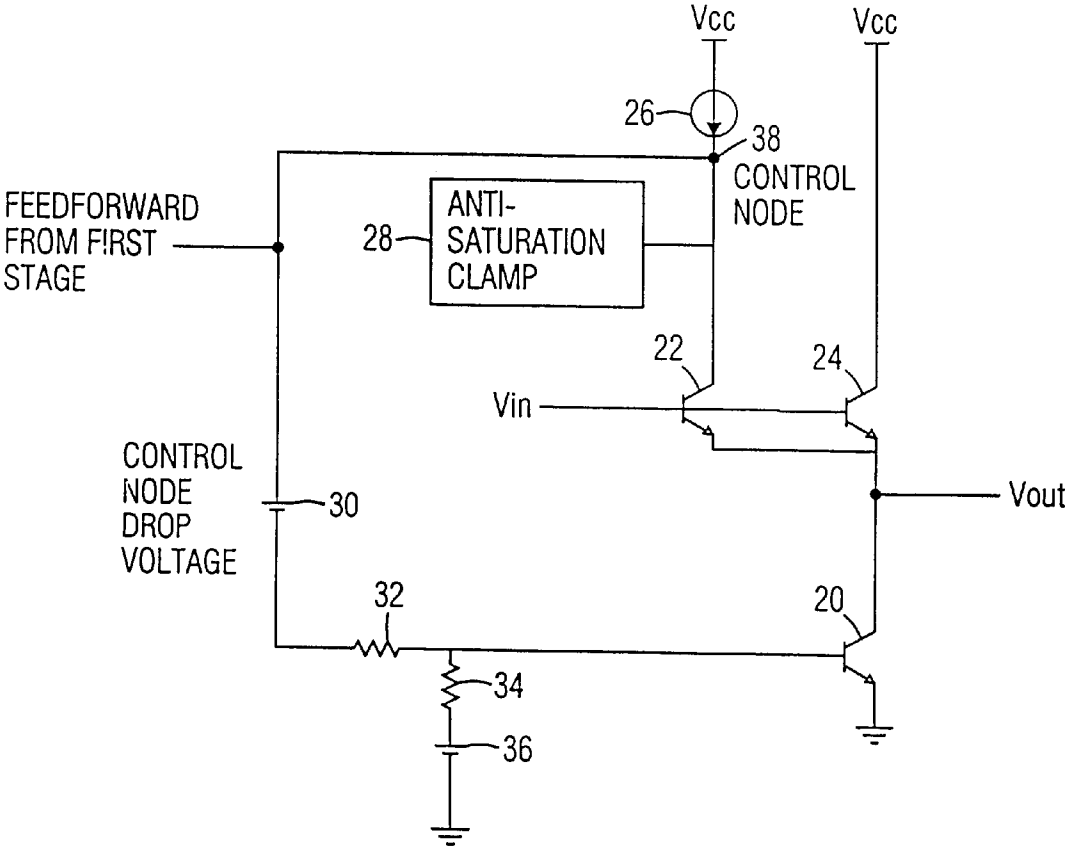 Vcc
Vcc
26
38
CONTROL
NODE
FEEDFORWARD
FROM FIRST
STAGE
28
ANTI-
SATURATION
CLAMP
22
24
Vin
CONTROL
NODE
DROP
VOLTAGE
30
Vout
32
20
34
36